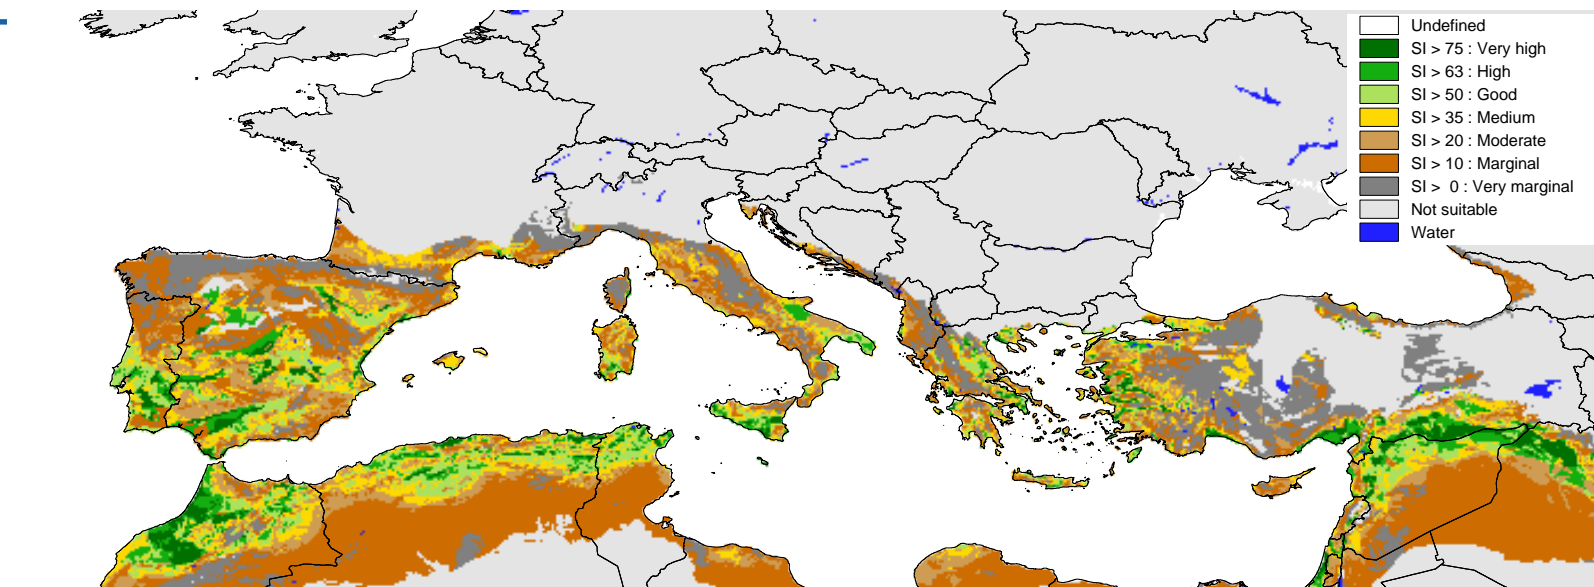 Undefined
SI > 75 : Very high
SI > 63 : High
SI > 50 : Good
SI > 35 : Medium
SI > 20 : Moderate
SI > 10 : Marginal
SI >  0 : Very marginal
Not suitable
Water